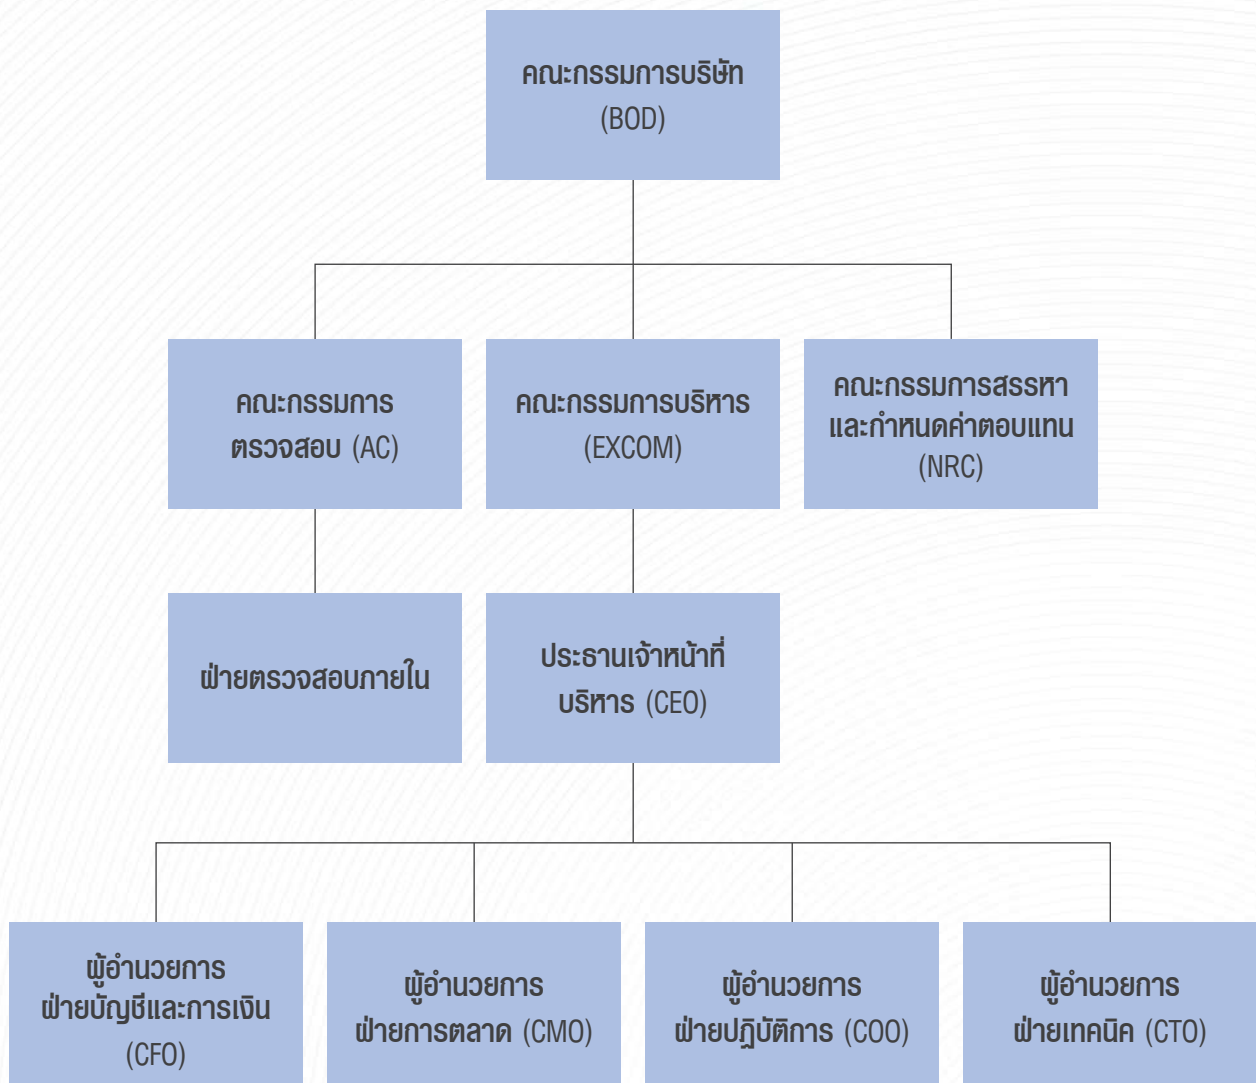 คณะกรรมการบริษัท
(BOD)
คณะกรรมการ
ตรวจสอบ (AC)
คณะกรรมการบริหาร
(EXCOM)
คณะกรรมการสรรหา
และกำหนดค่าตอบแทน
(NRC)
ฝ่ายตรวจสอบภายใน
ประธานเจ้าหน้าที่
บริหาร (CEO)
ผู้อำนวยการ
ฝ่ายบัญชีและการเงิน
(CFO)
ผู้อำนวยการ
ฝ่ายการตลาด (CMO)
ผู้อำนวยการ
ฝ่ายปฏิบัติการ (COO)
ผู้อำนวยการ
ฝ่ายเทคนิค (CTO)